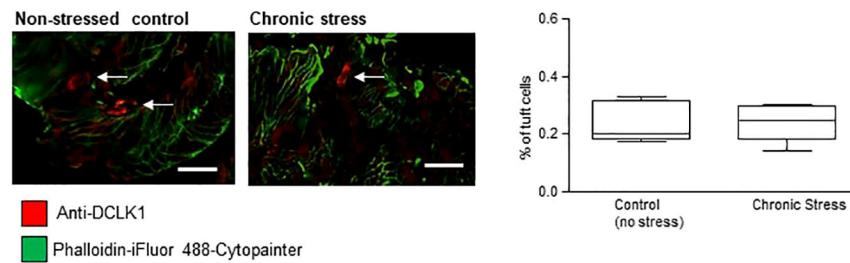 Non-stressed control
Chronic stress
Anti-DCLK1
Phalloidin-iFluor 488-Cytopainter
% of tuft cells
0.6
0.4
0.2
0.0
Control
(no stress)
Chronic Stress